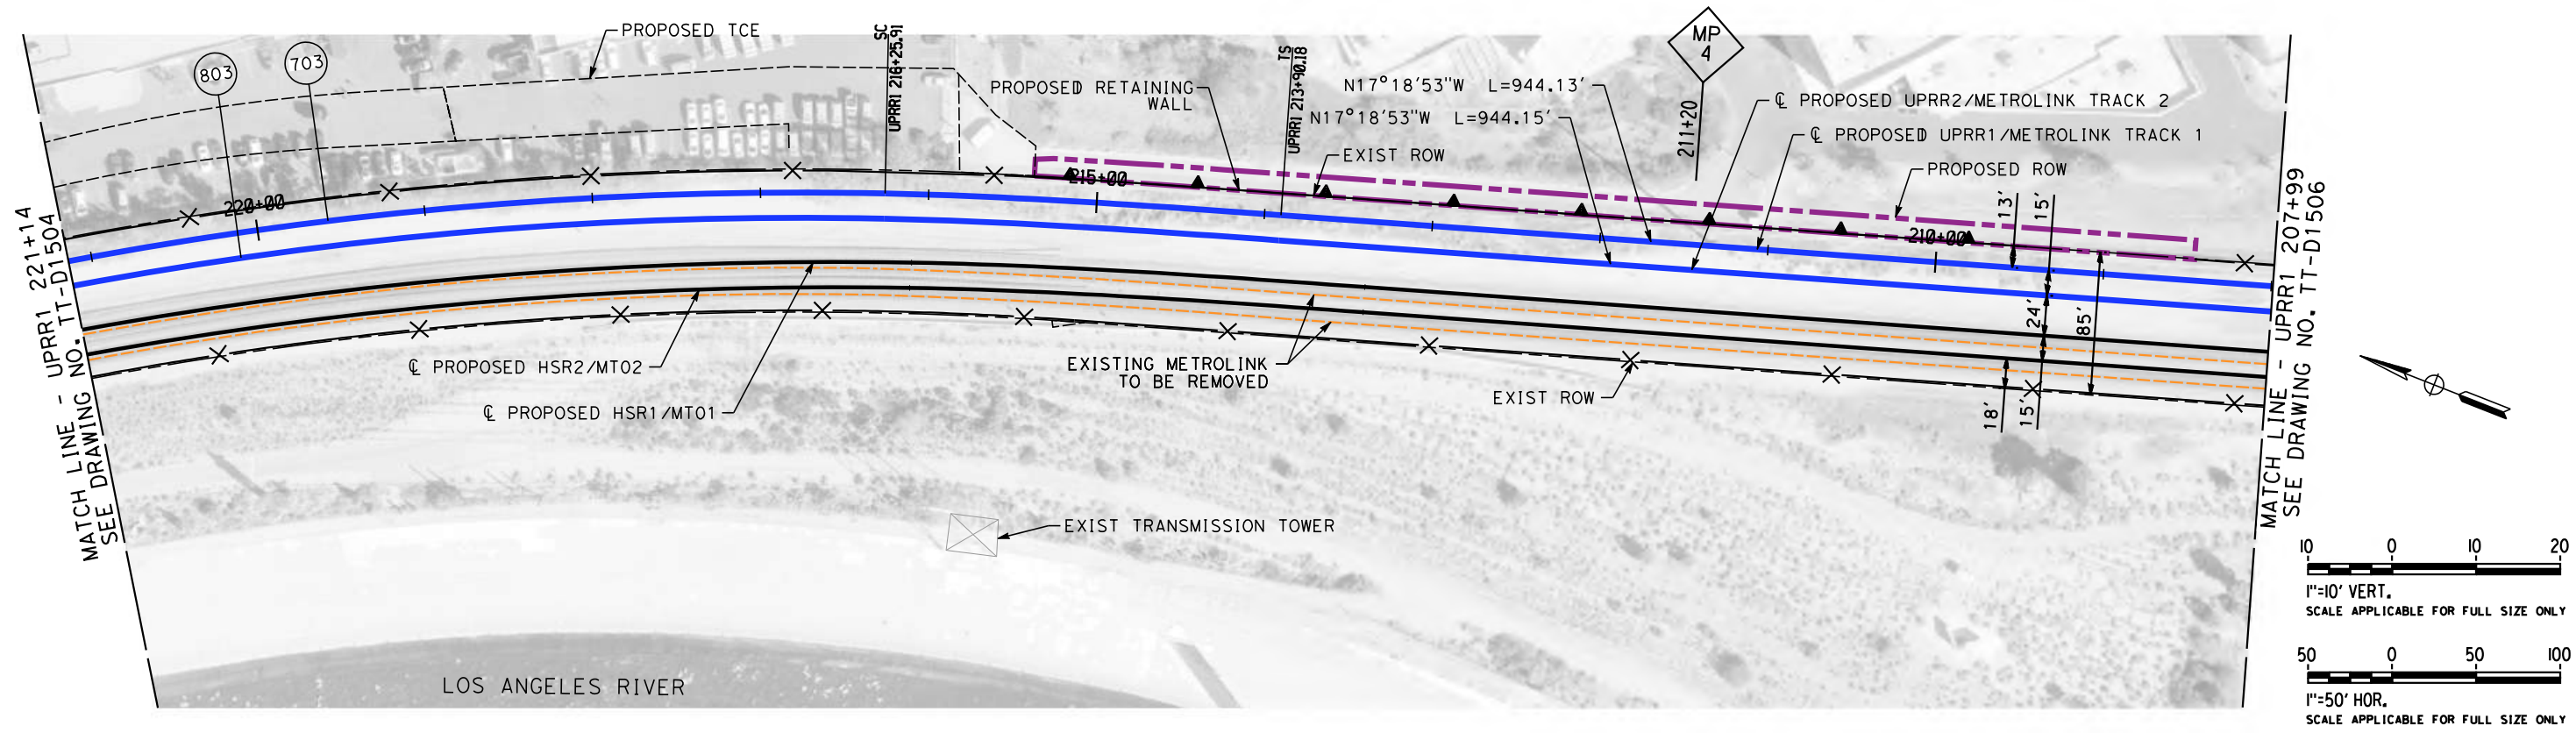 PROPOSED TCE
803
703
SC
UPRR1 216+25.91
TS
UPRR1 213+90.18
MP
4
211+20
PROPOSED RETAINING
WALL
N17°18'53"W L=944.13'
N17°18'53"W L=944.15'
EXIST ROW
℄ PROPOSED UPRR2/METROLINK TRACK 2
℄ PROPOSED UPRR1/METROLINK TRACK 1
PROPOSED ROW
220+00
215+00
210+00
13'
15'
24'
85'
18'
15'
MATCH LINE - UPRR1 221+14
SEE DRAWING NO. TT-D1504
MATCH LINE - UPRR1 207+99
SEE DRAWING NO. TT-D1506
℄ PROPOSED HSR2/MT02
℄ PROPOSED HSR1/MT01
EXISTING METROLINK
TO BE REMOVED
EXIST ROW
EXIST TRANSMISSION TOWER
LOS ANGELES RIVER
10 0 10 20
1"=10' VERT.
SCALE APPLICABLE FOR FULL SIZE ONLY
50 0 50 100
1"=50' HOR.
SCALE APPLICABLE FOR FULL SIZE ONLY